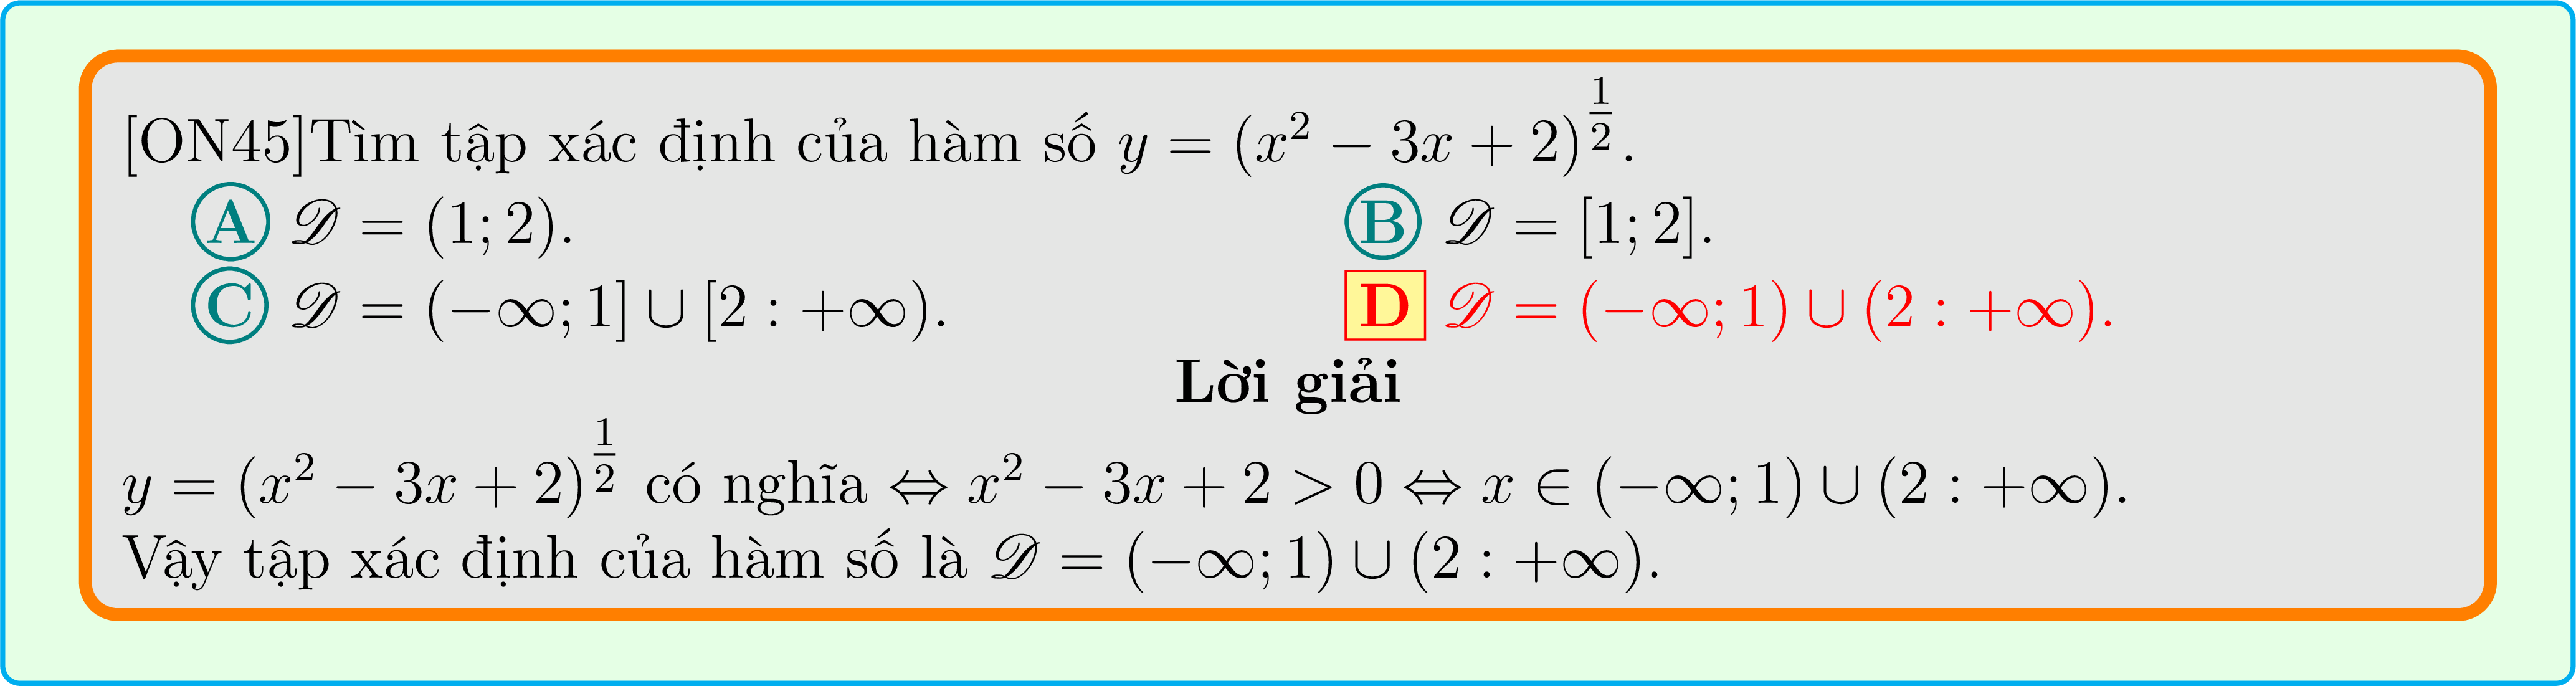 [ON45]Tìm tập xác định của hàm số $y = (x^2 - 3x + 2)^{\frac{1}{2}}$.
A $\mathscr{D} = (1; 2)$. B $\mathscr{D} = [1; 2]$.
C $\mathscr{D} = (-\infty; 1] \cup [2 : +\infty)$. D $\mathscr{D} = (-\infty; 1) \cup (2 : +\infty)$.
Lời giải
$y = (x^2 - 3x + 2)^{\frac{1}{2}}$ có nghĩa $\Leftrightarrow x^2 - 3x + 2 > 0 \Leftrightarrow x \in (-\infty; 1) \cup (2 : +\infty)$.
Vậy tập xác định của hàm số là $\mathscr{D} = (-\infty; 1) \cup (2 : +\infty)$.